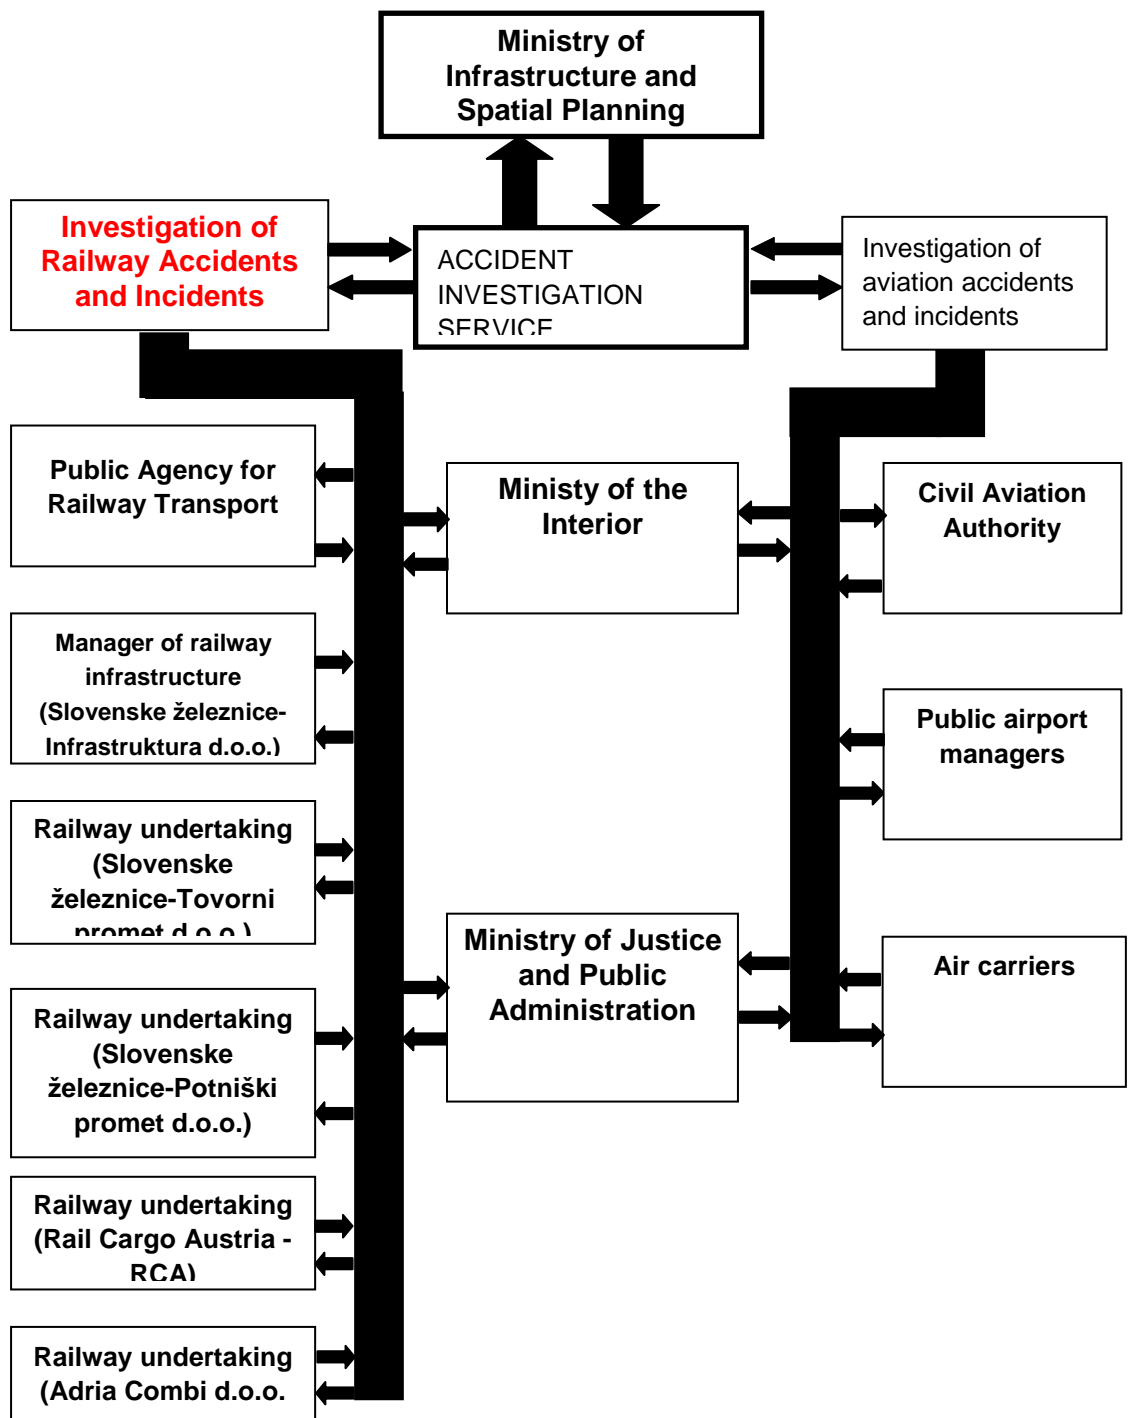 Ministry of
Infrastructure and
Spatial Planning
Investigation of
Railway Accidents
and Incidents
ACCIDENT
INVESTIGATION
SERVICE
Investigation of
aviation accidents
and incidents
Public Agency for
Railway Transport
Ministy of the
Interior
Civil Aviation
Authority
Manager of railway
infrastructure
(Slovenske železnice-
Infrastruktura d.o.o.)
Public airport
managers
Railway undertaking
(Slovenske
železnice-Tovorni
promet d.o.o.)
Ministry of Justice
and Public
Administration
Air carriers
Railway undertaking
(Slovenske
železnice-Potniški
promet d.o.o.)
Railway undertaking
(Rail Cargo Austria -
RCA)
Railway undertaking
(Adria Combi d.o.o.